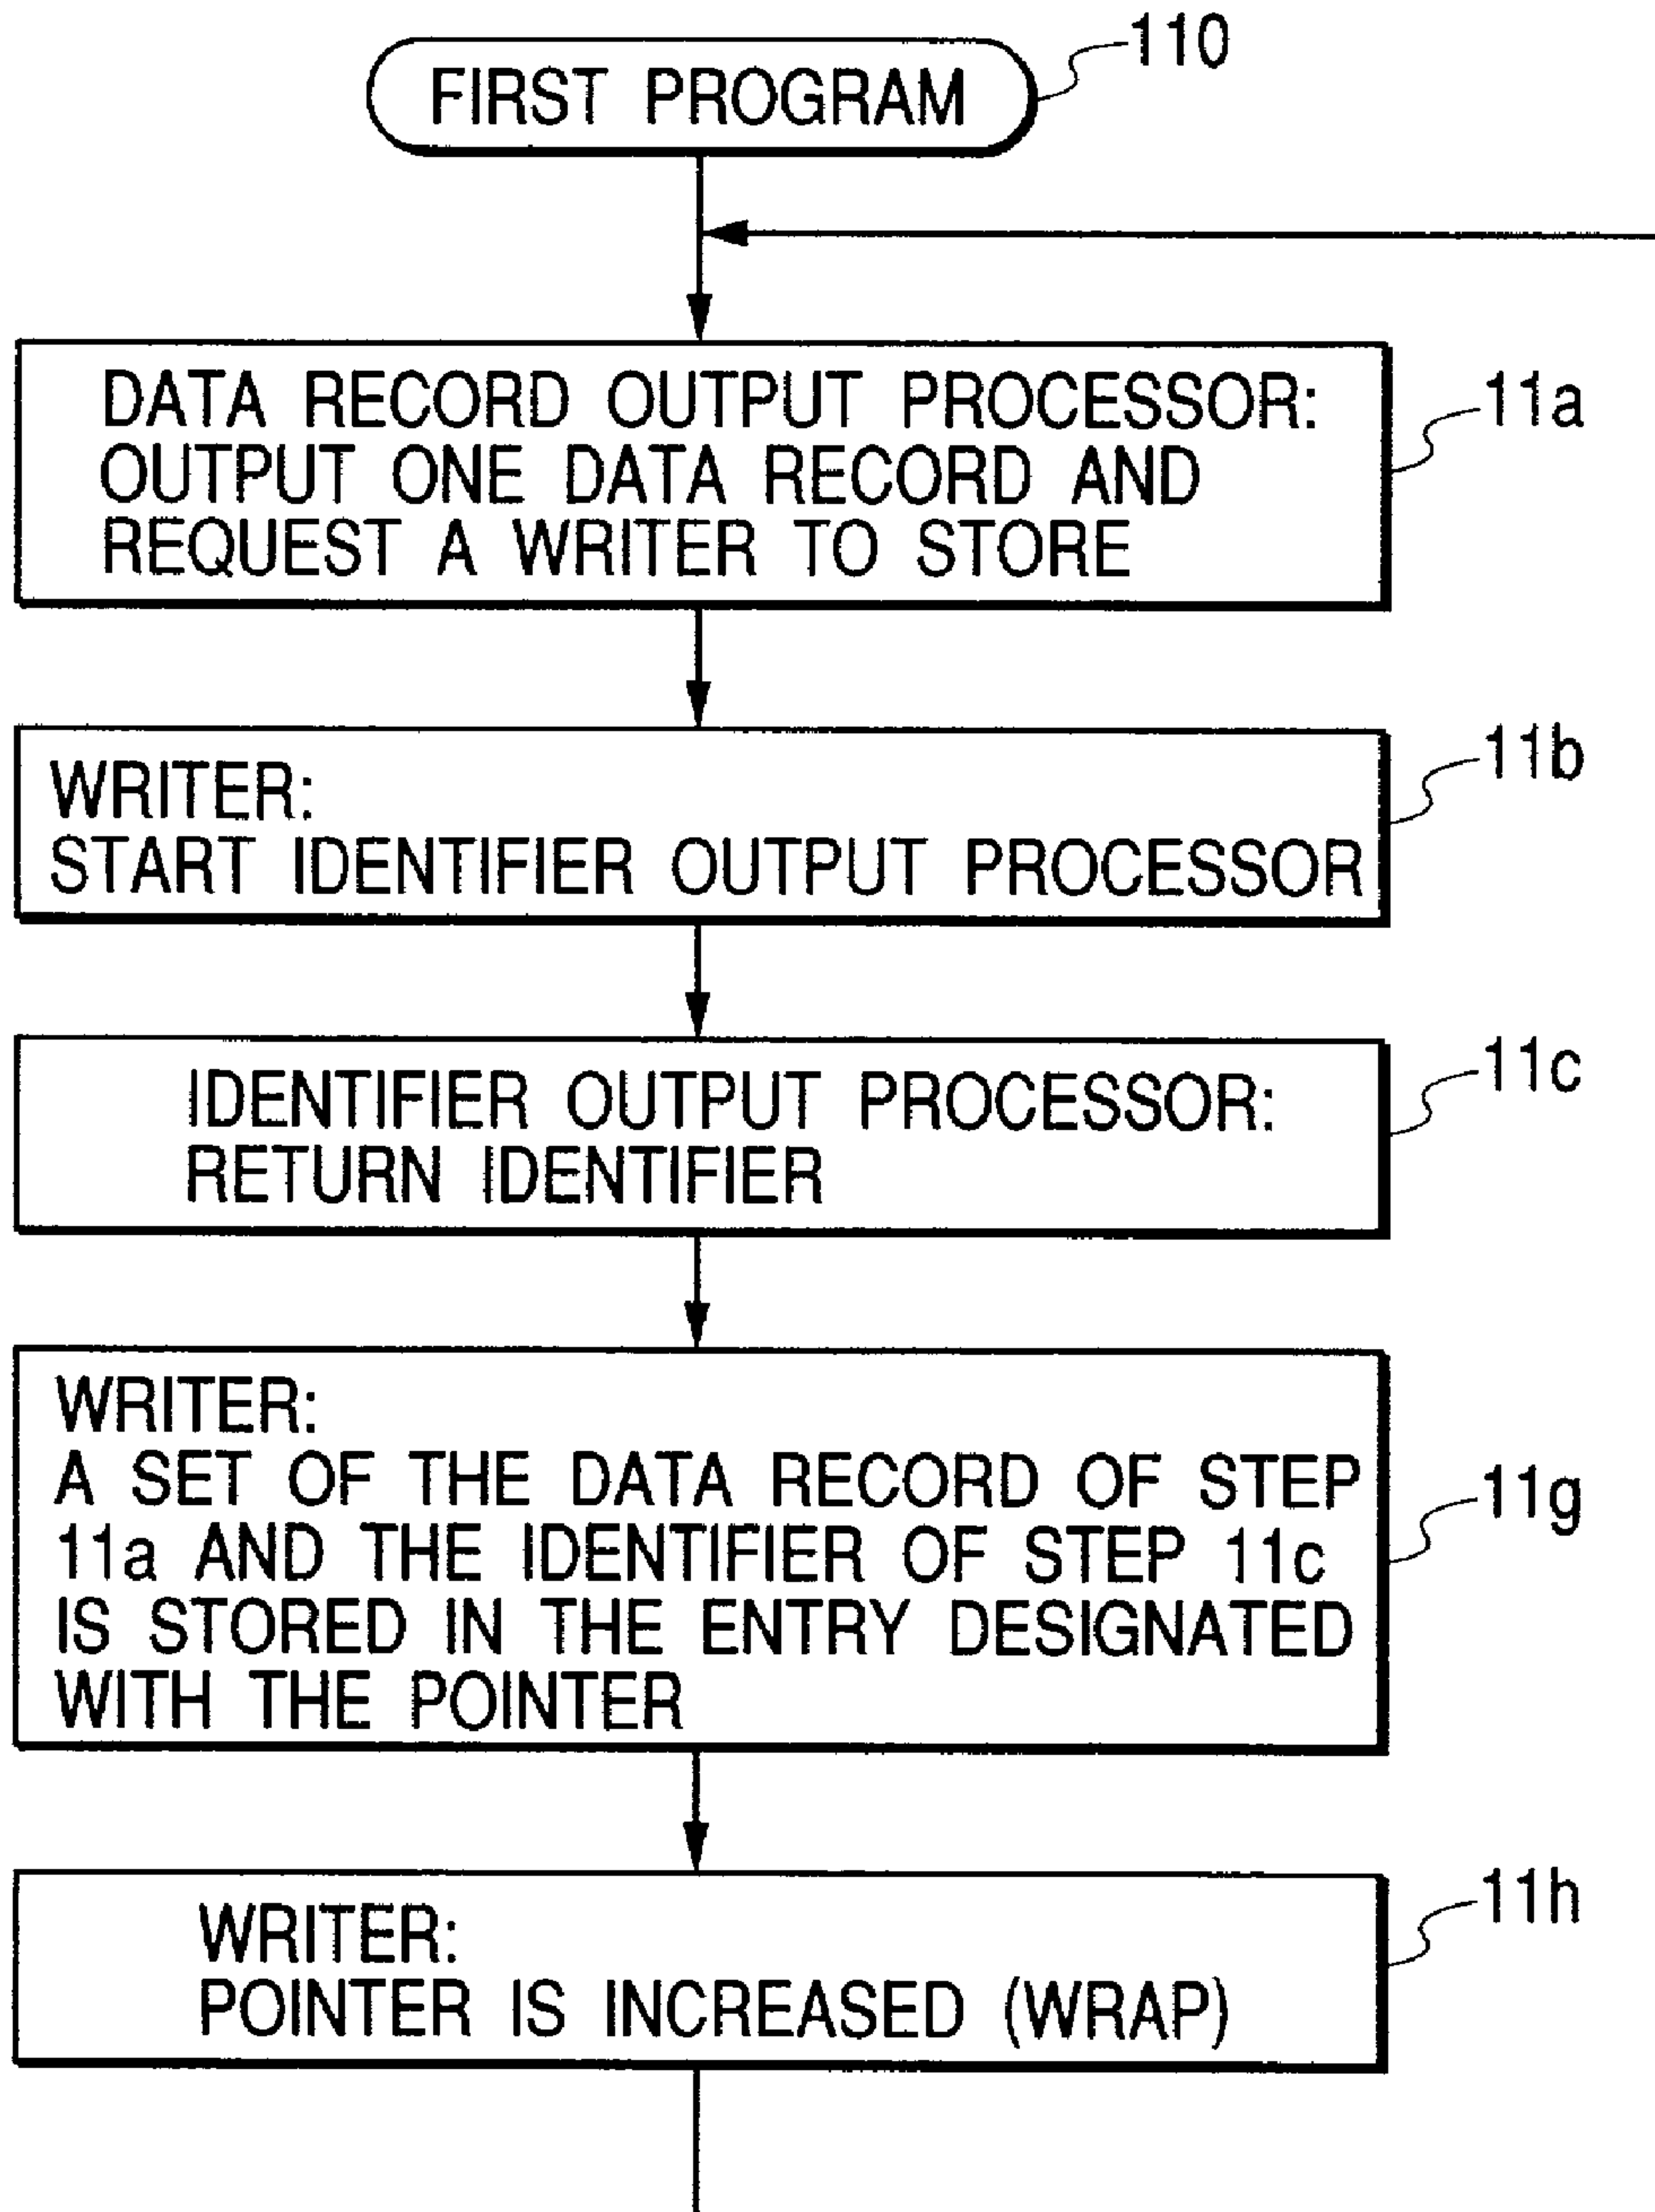 110
FIRST PROGRAM
DATA RECORD OUTPUT PROCESSOR:
OUTPUT ONE DATA RECORD AND
REQUEST A WRITER TO STORE
11a
WRITER:
START IDENTIFIER OUTPUT PROCESSOR
11b
IDENTIFIER OUTPUT PROCESSOR:
RETURN IDENTIFIER
11c
WRITER:
A SET OF THE DATA RECORD OF STEP
11a AND THE IDENTIFIER OF STEP 11c
IS STORED IN THE ENTRY DESIGNATED
WITH THE POINTER
11g
WRITER:
POINTER IS INCREASED (WRAP)
11h